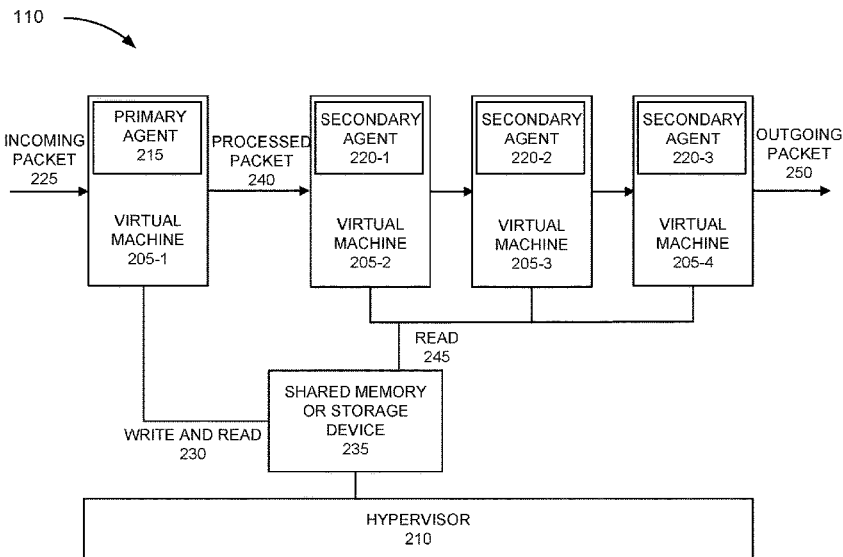 110
INCOMING
PACKET
225
PRIMARY
AGENT
215
VIRTUAL
MACHINE
205-1
PROCESSED
PACKET
240
SECONDARY
AGENT
220-1
VIRTUAL
MACHINE
205-2
SECONDARY
AGENT
220-2
VIRTUAL
MACHINE
205-3
SECONDARY
AGENT
220-3
VIRTUAL
MACHINE
205-4
OUTGOING
PACKET
250
READ
245
WRITE AND READ
230
SHARED MEMORY
OR STORAGE
DEVICE
235
HYPERVISOR
210